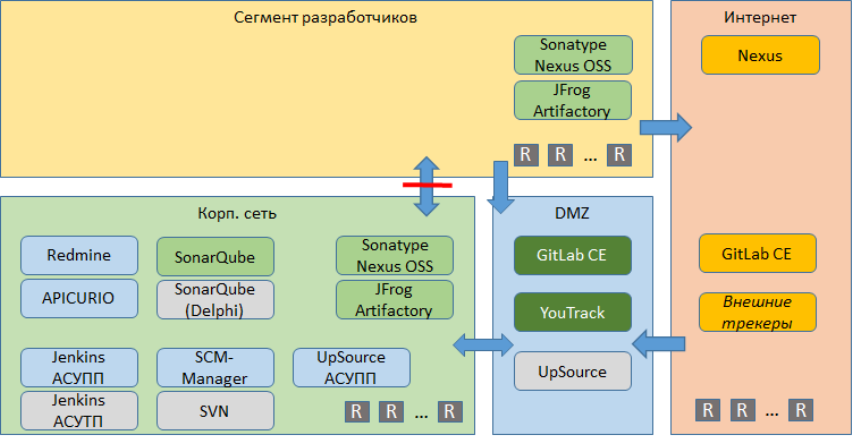 Сегмент разработчиков
Sonatype
Nexus OSS
JFrog
Artifactory
R R ... R
Интернет
Nexus
GitLab CE
Внешние
трекеры
R R ... R
Корп. сеть
Redmine
SonarQube
Sonatype
Nexus OSS
APICURIO
SonarQube
(Delphi)
JFrog
Artifactory
Jenkins
АСУПП
SCM-
Manager
UpSource
АСУПП
Jenkins
АСУТП
SVN
R R ... R
DMZ
GitLab CE
YouTrack
UpSource